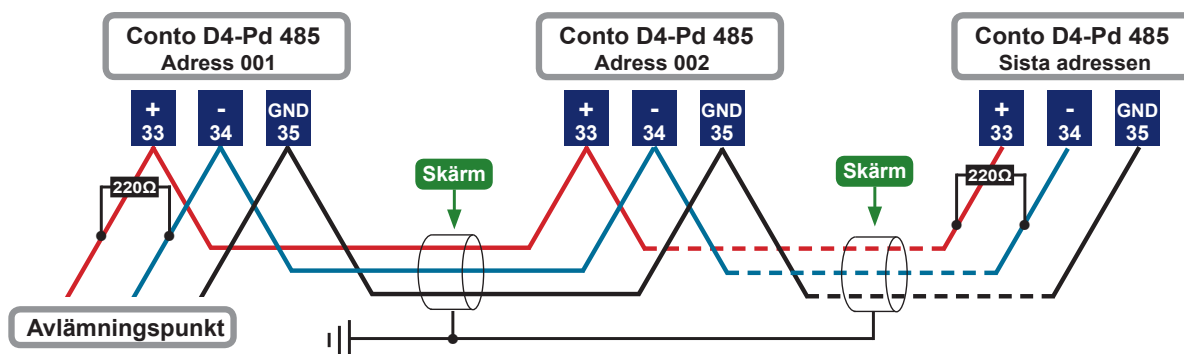 Conto D4-Pd 485
Adress 001
Conto D4-Pd 485
Adress 002
Conto D4-Pd 485
Sista adressen
+
33
-
34
GND
35
+
33
-
34
GND
35
+
33
-
34
GND
35
Skärm
Skärm
220Ω
220Ω
Avlämningspunkt